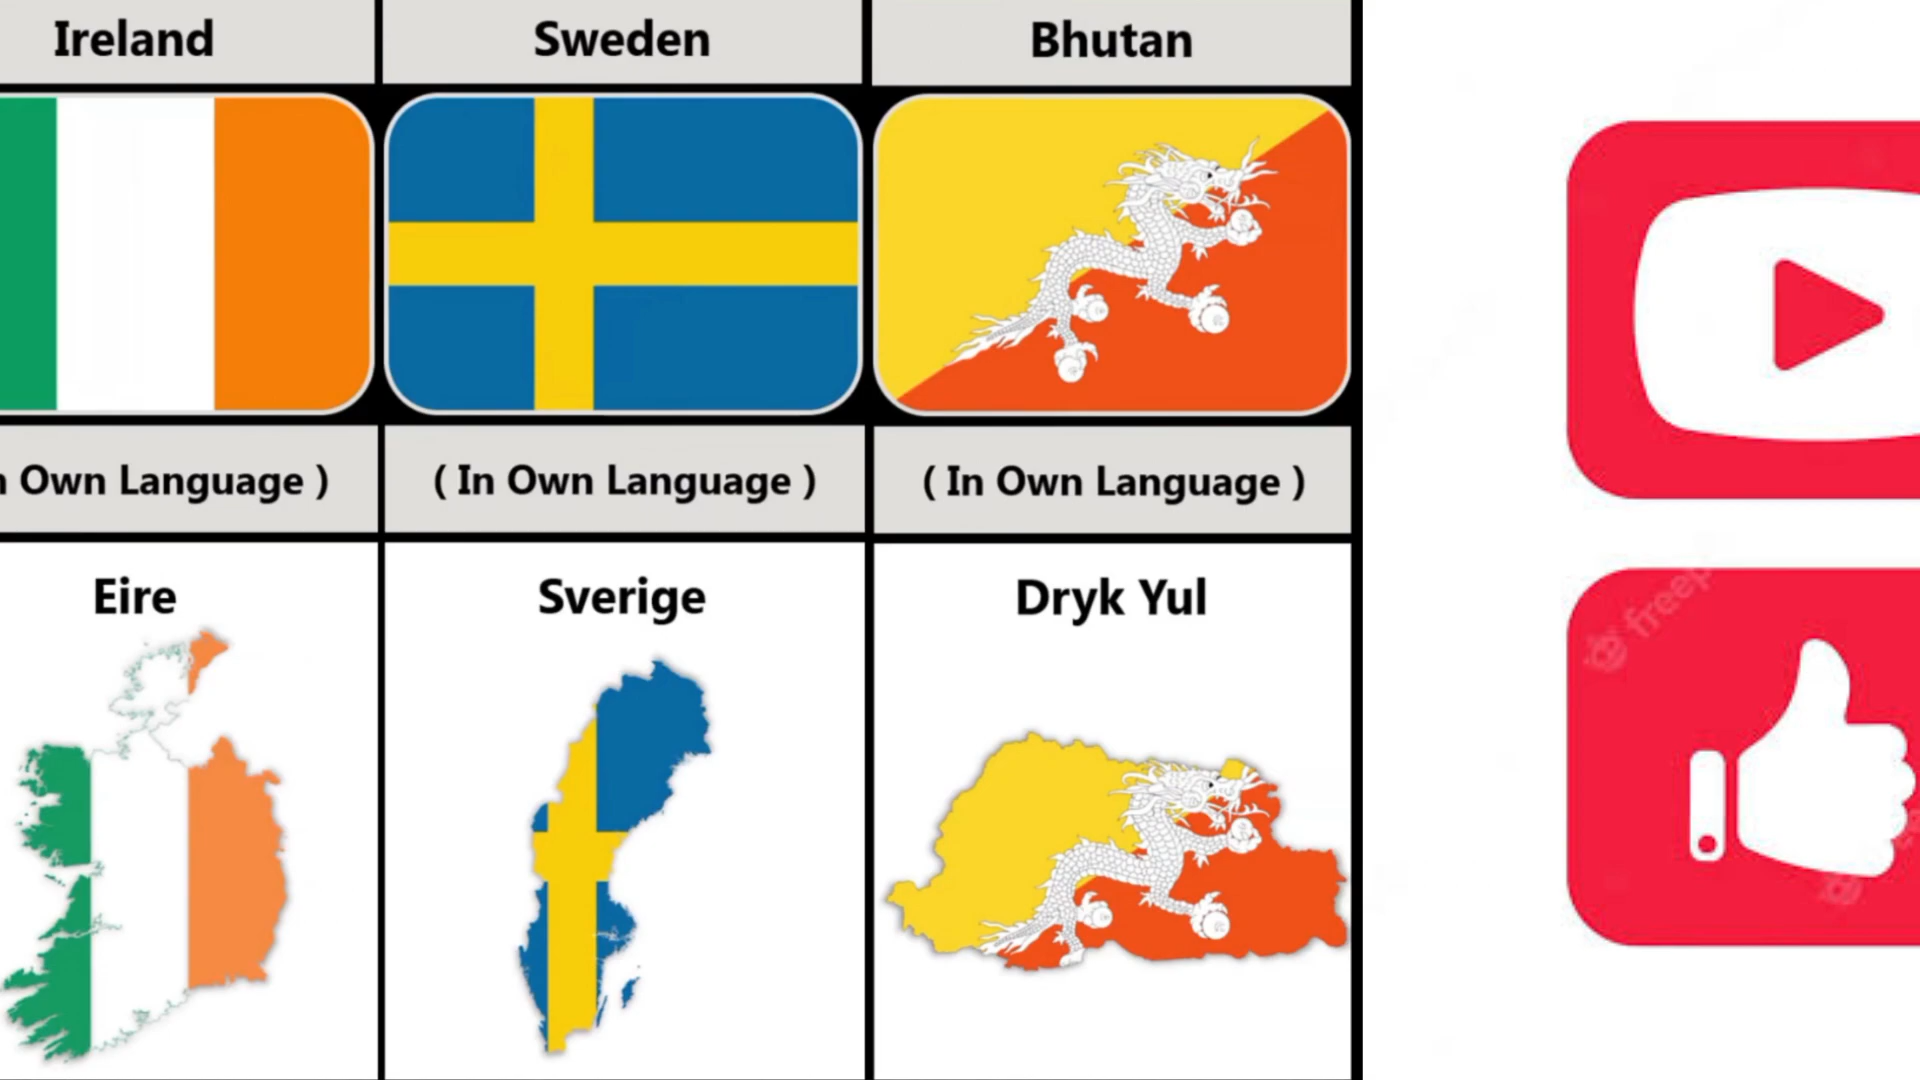 Ireland
Sweden
Bhutan
Own Language )
( In Own Language )
( In Own Language )
Eire
Sverige
Dryk Yul